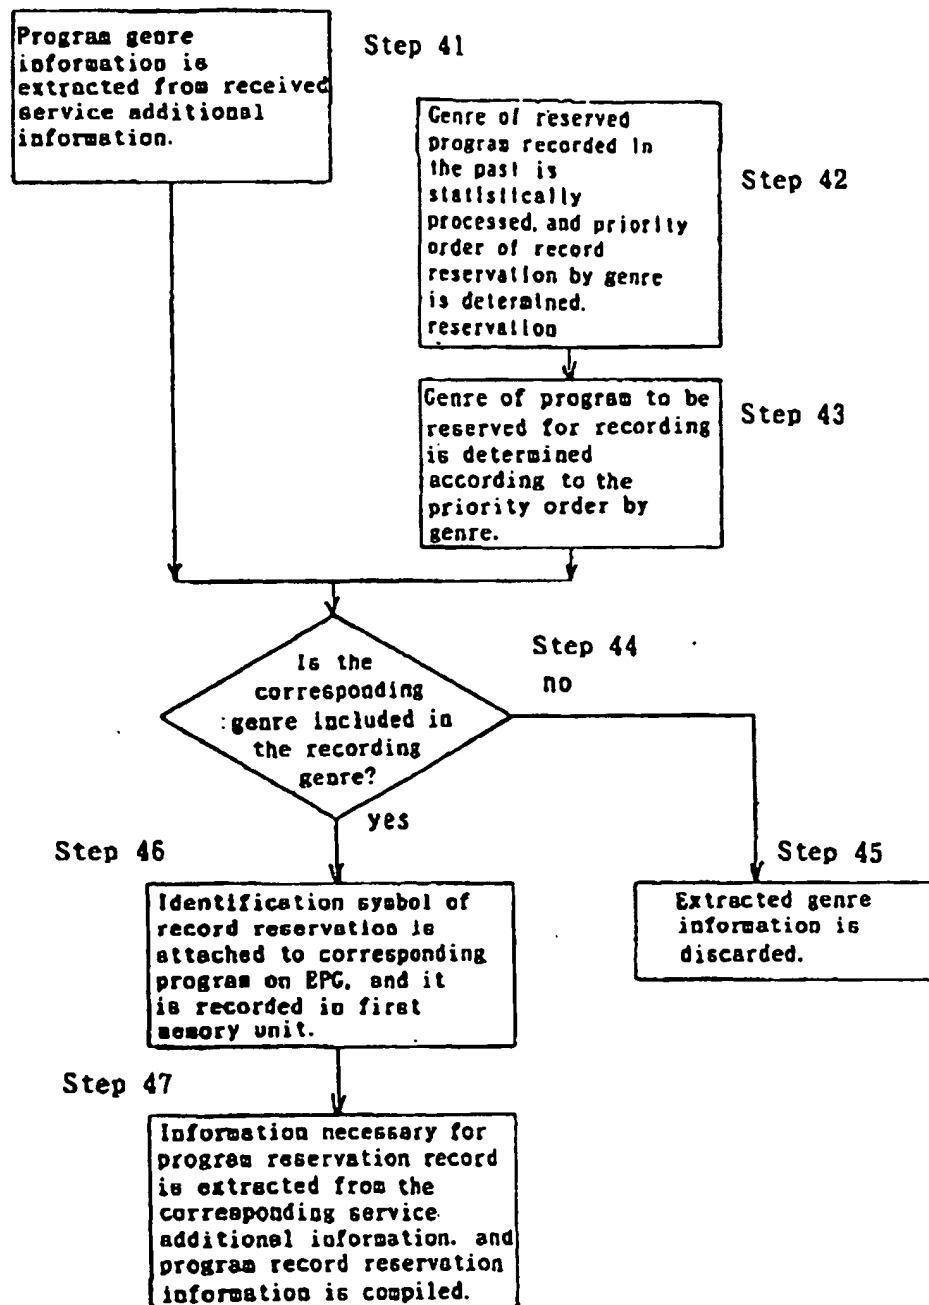 Program genre
information is
extracted from received
service additional
information.
Step 41
Genre of reserved
program recorded in
the past is
statistically
processed, and priority
order of record
reservation by genre
is determined.
reservation
Step 42
Genre of program to be
reserved for recording
is determined
according to the
priority order by
genre.
Step 43
Is the
corresponding
genre included in
the recording
genre?
Step 44
no
yes
Step 46
Identification symbol of
record reservation is
attached to corresponding
program on EPG, and it
is recorded in first
memory unit.
Step 45
Extracted genre
information is
discarded.
Step 47
Information necessary for
program reservation record
is extracted from the
corresponding service
additional information. and
program record reservation
information is compiled.